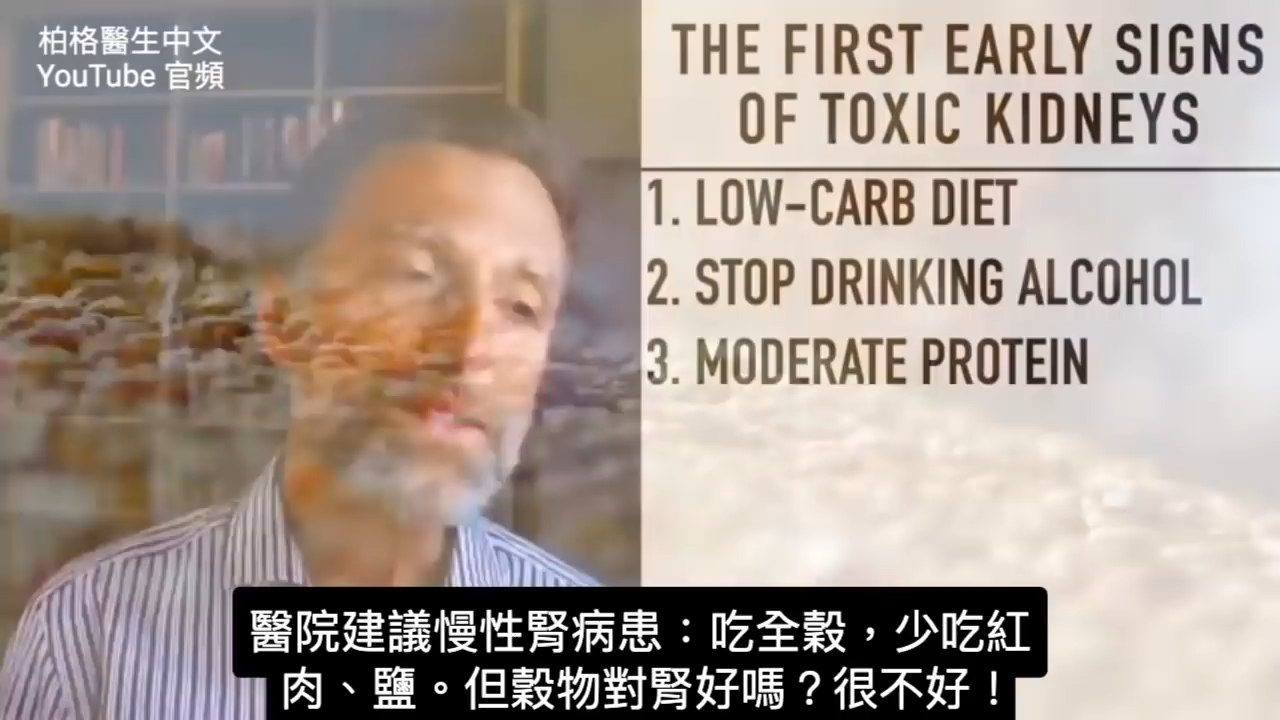 柏格醫生中文
YouTube 官頻
THE FIRST EARLY SIGNS
OF TOXIC KIDNEYS
1. LOW-CARB DIET
2. STOP DRINKING ALCOHOL
3. MODERATE PROTEIN
醫院建議慢性腎病患：吃全穀，少吃紅
肉、鹽。但穀物對腎好嗎？很不好！